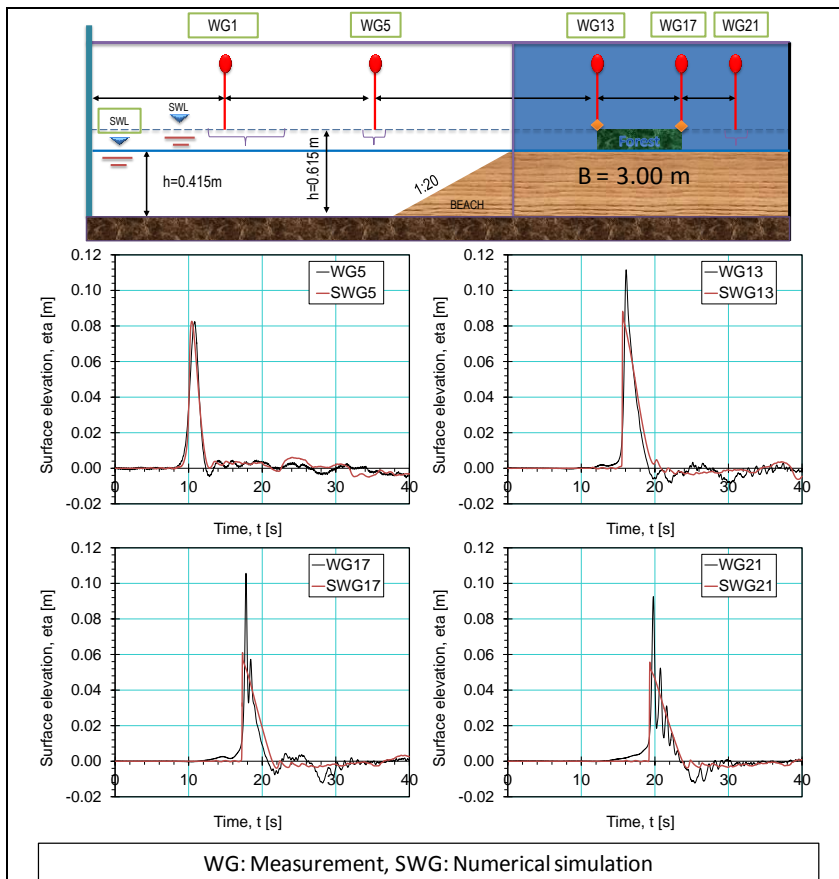 WG1 WG5 WG13 WG17 WG21
SWL
SWL
Forest
h=0.415m
h=0.615m
1:20
BEACH
B = 3.00 m
0.12
0.10
0.08
0.06
0.04
0.02
0.00
-0.02
Surface elevation, eta [m]
WG5
SWG5
0 10 20 30 40
Time, t [s]
0.12
0.10
0.08
0.06
0.04
0.02
0.00
-0.02
Surface elevation, eta [m]
WG13
SWG13
0 10 20 30 40
Time, t [s]
0.12
0.10
0.08
0.06
0.04
0.02
0.00
-0.02
Surface elevation, eta [m]
WG17
SWG17
0 10 20 30 40
Time, t [s]
0.12
0.10
0.08
0.06
0.04
0.02
0.00
-0.02
Surface elevation, eta [m]
WG21
SWG21
0 10 20 30 40
Time, t [s]
WG: Measurement, SWG: Numerical simulation